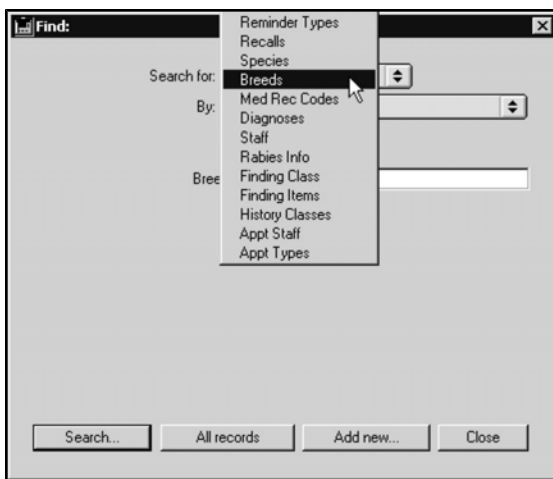 Find:
Reminder Types
Recalls
Species
Search for:
Breeds
Med Rec Codes
By:
Diagnoses
Staff
Rabies Info
Finding Class
Bree
Finding Items
History Classes
Appt Staff
Appt Types
Search...
All records
Add new...
Close